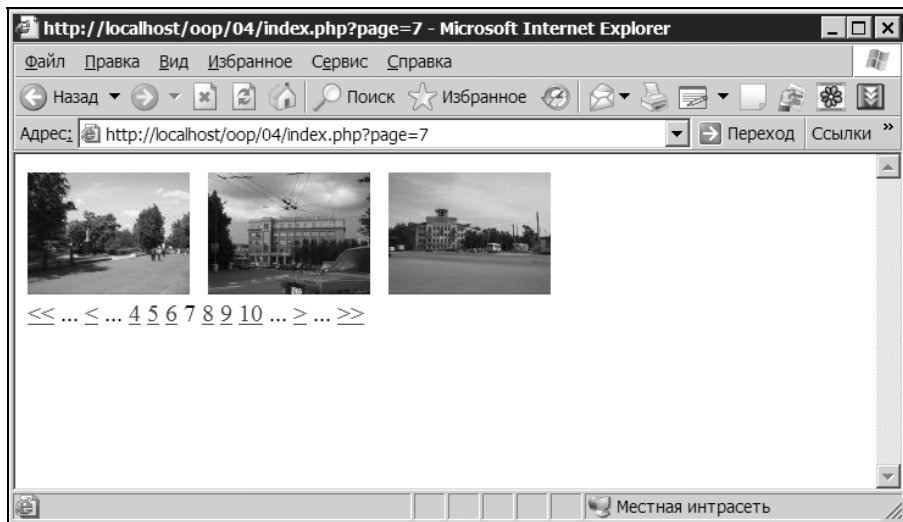 http://localhost/oop/04/index.php?page=7 - Microsoft Internet Explorer
Файл Правка Вид Избранное Сервис Справка
Назад Поиск Избранное
Адрес: http://localhost/oop/04/index.php?page=7 Переход Ссылки »
<< ... < ... 4 5 6 7 8 9 10 ... > ... >>
Местная интрасеть